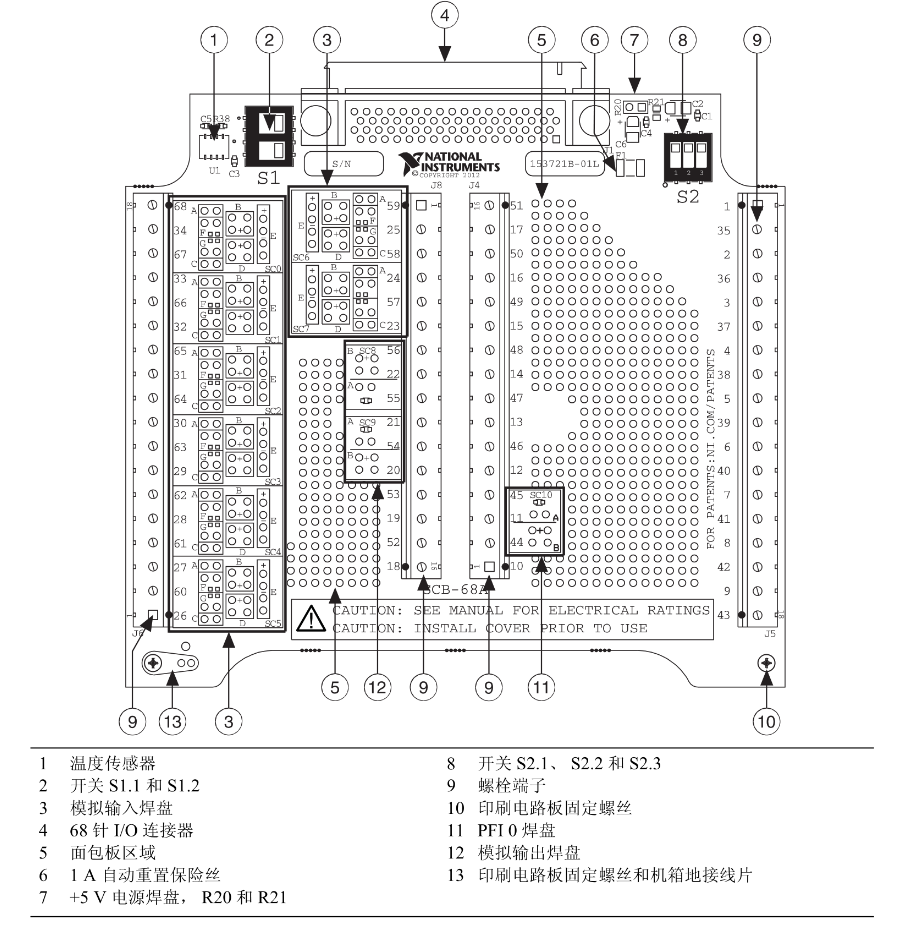 1 2 3 4 5 6 7 8 9
C5 R38
U1
C3
S1
S/N
NATIONAL INSTRUMENTS
© COPYRIGHT 2012
153721B-01L
R20
R21
C2
C1
C4
C6
F1
S2
1 2 3
J8 J4
68
34
67
33
66
32
65
31
64
30
63
29
62
28
61
27
60
26
A B C D E F G SC0
SC1
A B C D E F G SC2
A B C D E F G SC3
A B C D E F G SC4
A B C D E SC5
A B C D E F G SC6
A B C D E SC7
59
25
58
24
57
23
56
22
55
21
54
20
53
19
52
18
B SC8
A
A SC9
B
51
17
50
16
49
15
48
14
47
13
46
12
45
11
44
10
SC10
A
B
1
35
2
36
3
37
4
38
5
39
6
40
7
41
8
42
9
43
FOR PATENTS:NI.COM/PATENTS
SCB-68A
CAUTION: SEE MANUAL FOR ELECTRICAL RATINGS
CAUTION: INSTALL COVER PRIOR TO USE
J6
J5
9 13 3 5 12 9 9 11 10
1 温度传感器
2 开关 S1.1 和 S1.2
3 模拟输入焊盘
4 68 针 I/O 连接器
5 面包板区域
6 1 A 自动重置保险丝
7 +5 V 电源焊盘， R20 和 R21
8 开关 S2.1、 S2.2 和 S2.3
9 螺栓端子
10 印刷电路板固定螺丝
11 PFI 0 焊盘
12 模拟输出焊盘
13 印刷电路板固定螺丝和机箱地接线片